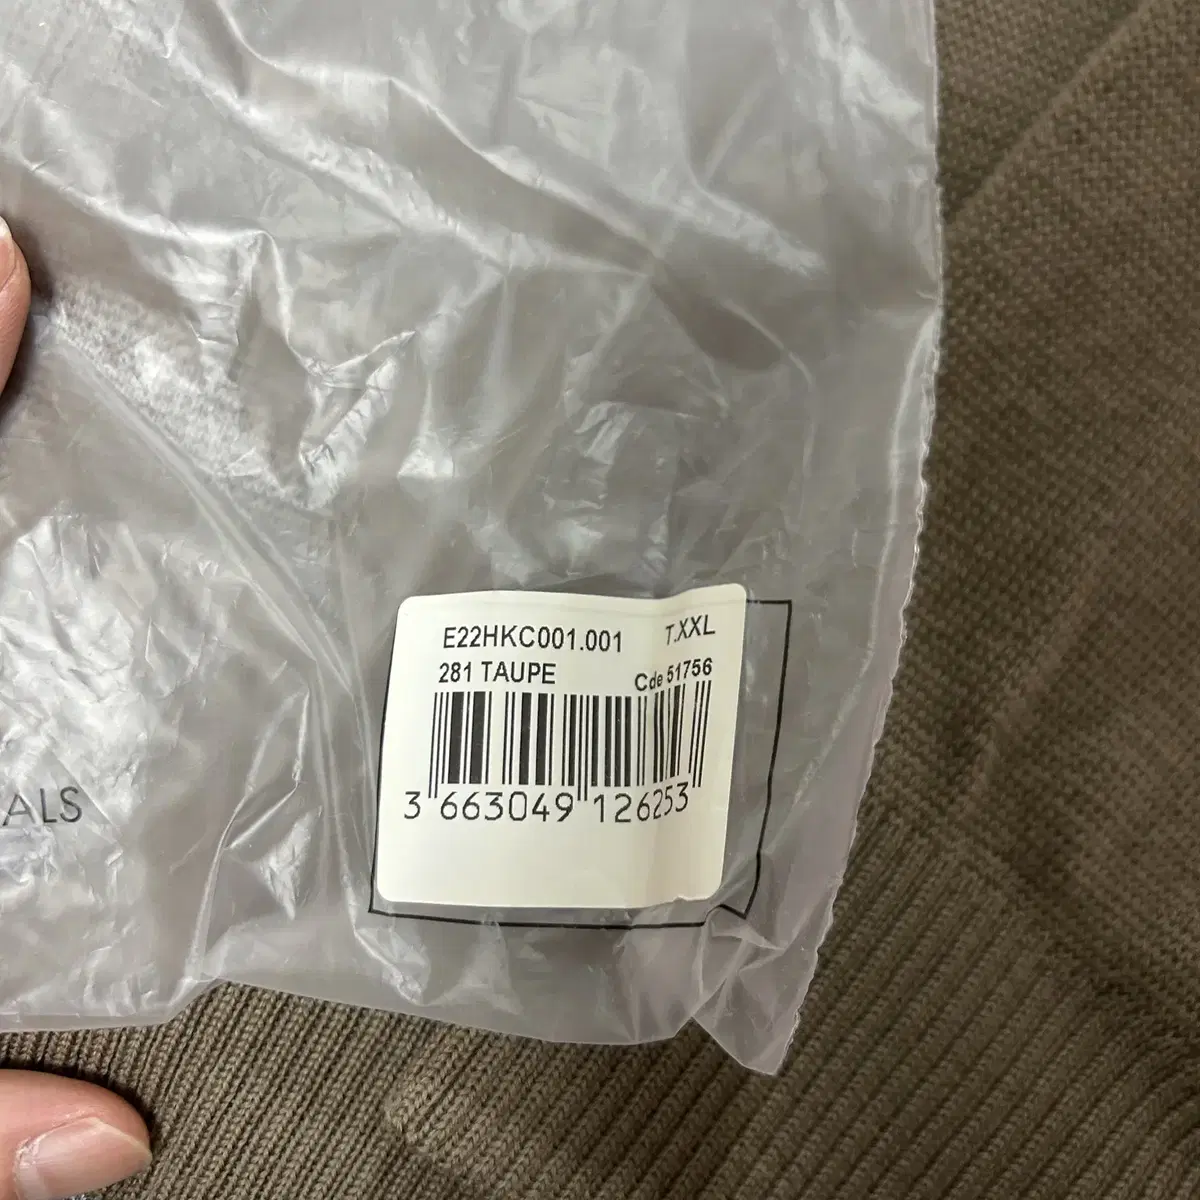 E22HKC001.001 T.XXL
281 TAUPE Cde 51756
3 663049 126253
ALS